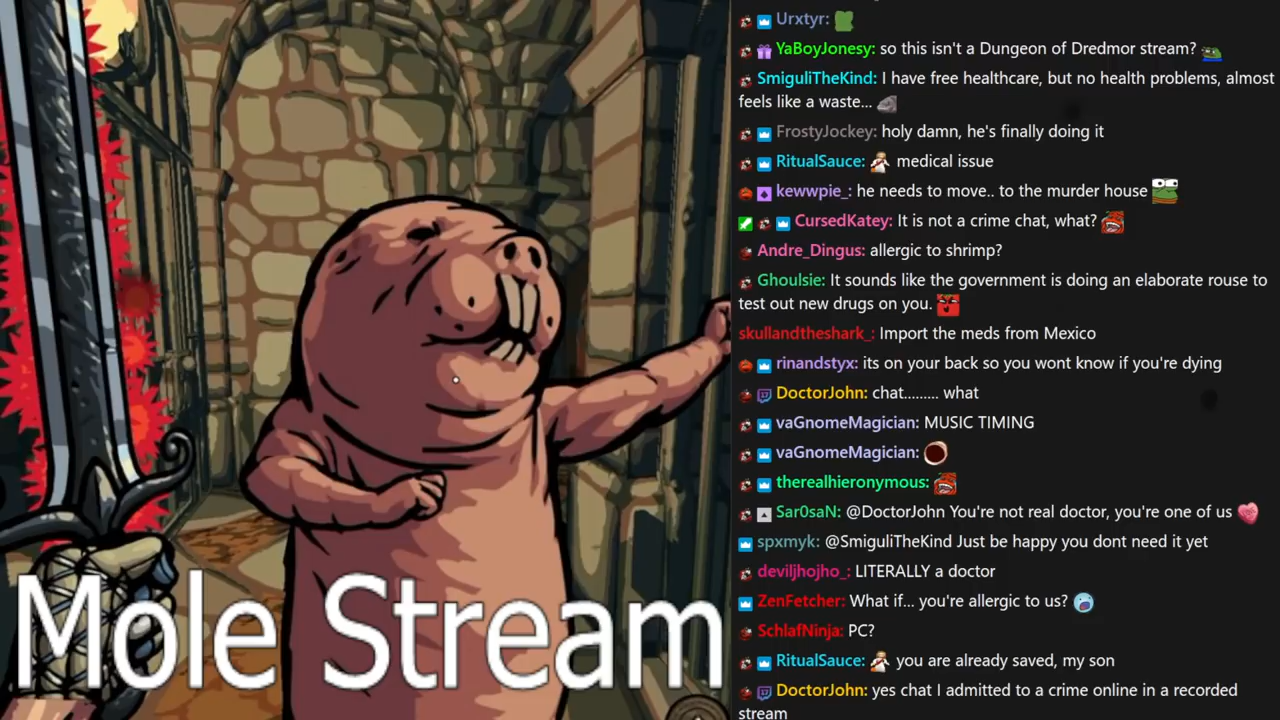 Mole Stream
Urxtyr:
YaBoyJonesy: so this isn't a Dungeon of Dredmor stream?
SmiguliTheKind: I have free healthcare, but no health problems, almost
feels like a waste...
FrostyJockey: holy damn, he's finally doing it
RitualSauce: medical issue
kewwpie_: he needs to move.. to the murder house
CursedKatey: It is not a crime chat, what?
Andre_Dingus: allergic to shrimp?
Ghoulsie: It sounds like the government is doing an elaborate rouse to
test out new drugs on you.
skullandtheshark_: Import the meds from Mexico
rinandstyx: its on your back so you wont know if you're dying
DoctorJohn: chat......... what
vaGnomeMagician: MUSIC TIMING
vaGnomeMagician:
therealhieronymous:
Sar0saN: @DoctorJohn You're not real doctor, you're one of us
spxmyk: @SmiguliTheKind Just be happy you dont need it yet
deviljhojho_: LITERALLY a doctor
ZenFetcher: What if... you're allergic to us?
SchlafNinja: PC?
RitualSauce: you are already saved, my son
DoctorJohn: yes chat I admitted to a crime online in a recorded
stream